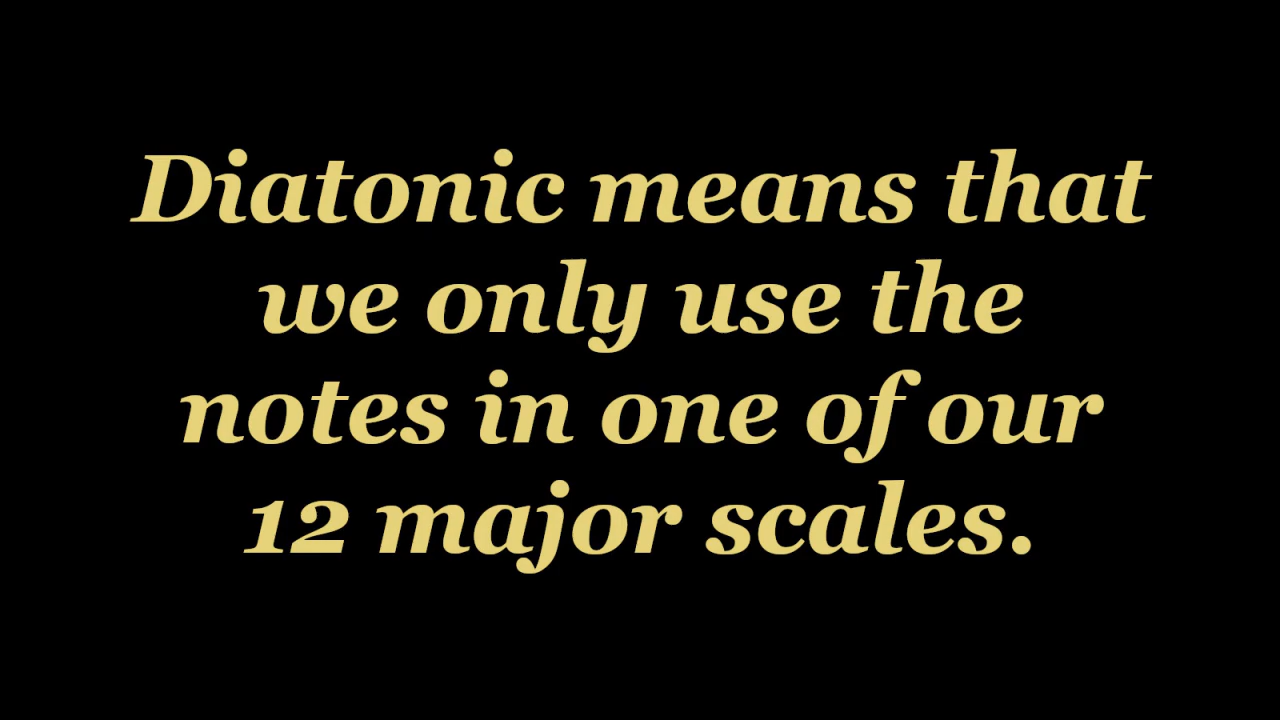 Diatonic means that
we only use the
notes in one of our
12 major scales.